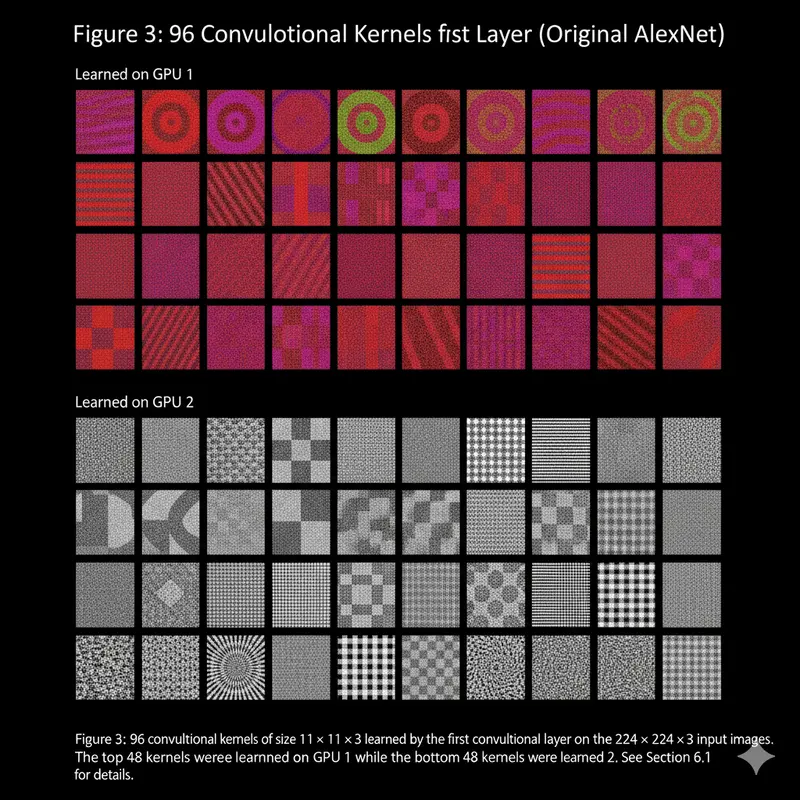 Figure 3: 96 Convulotional Kernels fist Layer (Original AlexNet)
Learned on GPU 1
Learned on GPU 2
Figure 3: 96 convultional kemels of size 11 × 11 × 3 learned by the first convultional layer on the 224 × 224 × 3 input images.
The top 48 kernels weree learnned on GPU 1 while the bottom 48 kemels were leamed 2. See Section 6.1
for details.